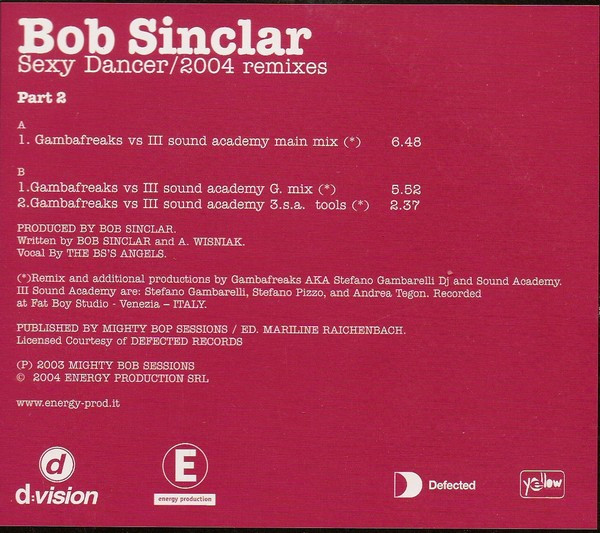 Bob Sinclar
Sexy Dancer/2004 remixes
Part 2
A
1. Gambafreaks vs III sound academy main mix (*) 6.48
B
1.Gambafreaks vs III sound academy G. mix (*) 5.52
2.Gambafreaks vs III sound academy 3.s.a. tools (*) 2.37
PRODUCED BY BOB SINCLAR.
Written by BOB SINCLAR and A. WISNIAK.
Vocal By THE BS'S ANGELS.
(*)Remix and additional productions by Gambafreaks AKA Stefano Gambarelli Dj and Sound Academy.
III Sound Academy are: Stefano Gambarelli, Stefano Pizzo, and Andrea Tegon. Recorded
at Fat Boy Studio - Venezia – ITALY.
PUBLISHED BY MIGHTY BOP SESSIONS / ED. MARILINE RAICHENBACH.
Licensed Courtesy of DEFECTED RECORDS
(P) 2003 MIGHTY BOB SESSIONS
© 2004 ENERGY PRODUCTION SRL
www.energy-prod.it
d
d:vision
E
energy production
Defected
yellow